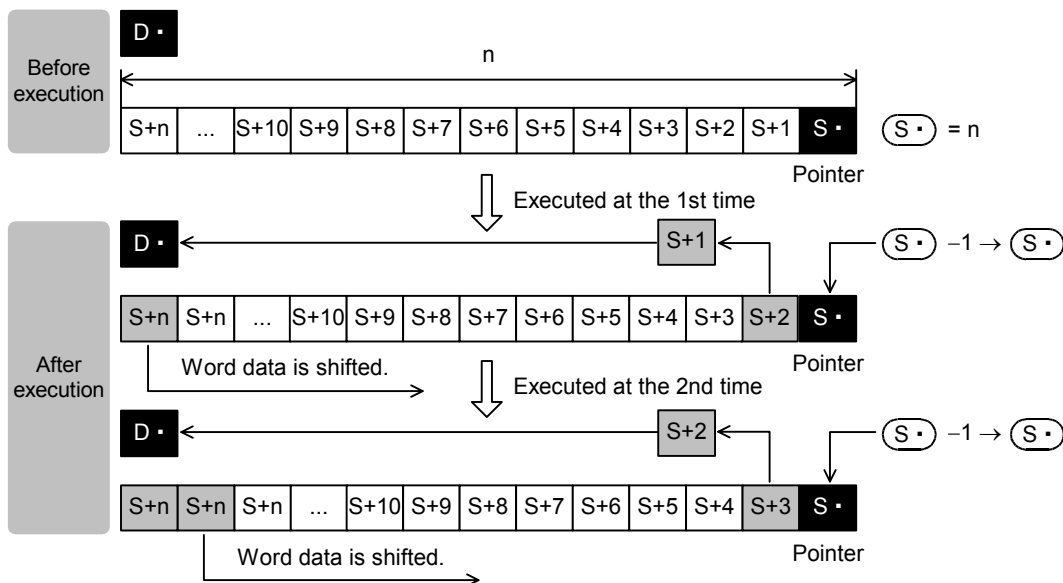 D ·
Before
execution
n
S+n ... S+10 S+9 S+8 S+7 S+6 S+5 S+4 S+3 S+2 S+1 S · S · = n
Pointer
Executed at the 1st time
D · S+1 S · −1 → S ·
S+n S+n ... S+10 S+9 S+8 S+7 S+6 S+5 S+4 S+3 S+2 S ·
Word data is shifted. Pointer
After
execution
Executed at the 2nd time
D · S+2 S · −1 → S ·
S+n S+n S+n ... S+10 S+9 S+8 S+7 S+6 S+5 S+4 S+3 S ·
Word data is shifted. Pointer